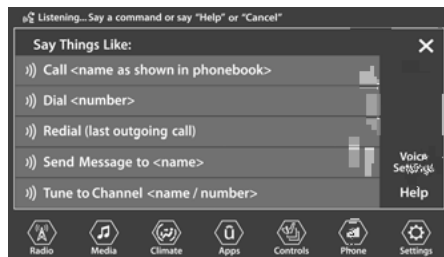 Listening... Say a command or say "Help" or "Cancel"
Say Things Like:
Call <name as shown in phonebook>
Dial <number>
Redial (last outgoing call)
Send Message to <name>
Tune to Channel <name / number>
Voice
Settings
Help
Radio
Media
Climate
Apps
Controls
Phone
Settings